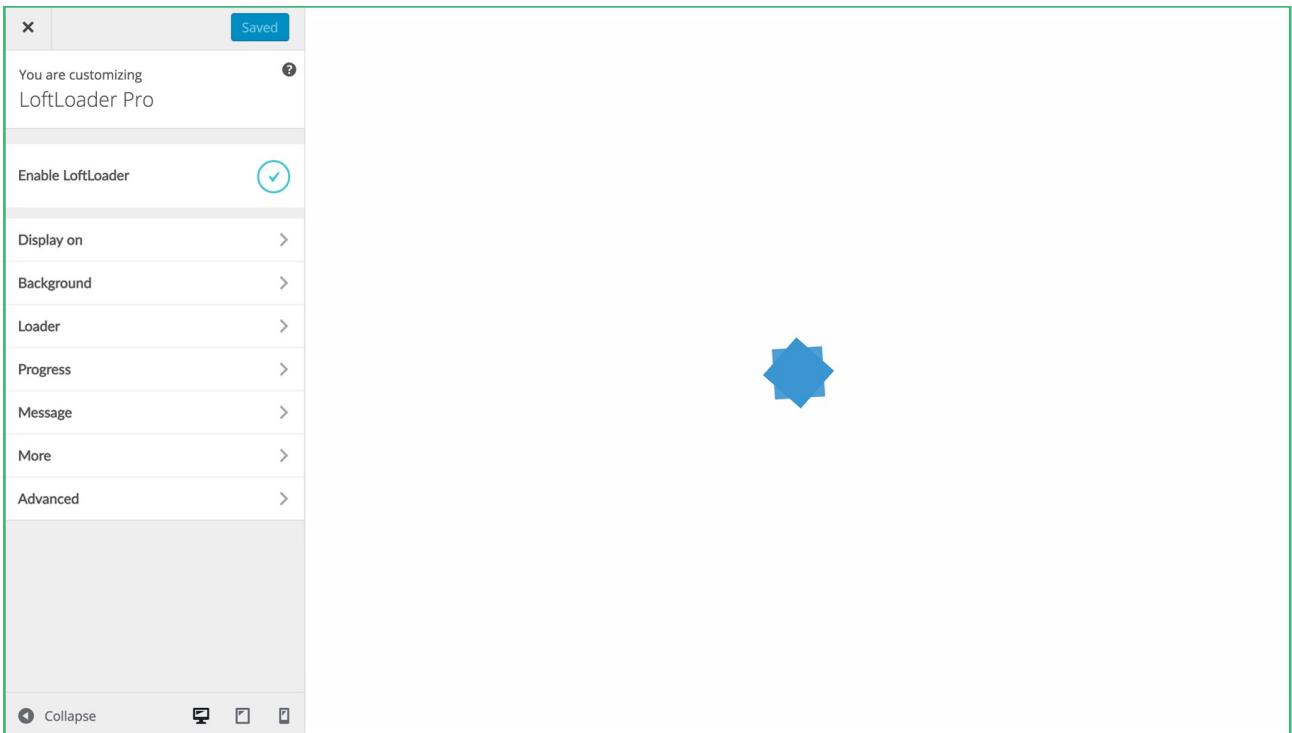 Saved
You are customizing
LoftLoader Pro
Enable LoftLoader
Display on
Background
Loader
Progress
Message
More
Advanced
Collapse